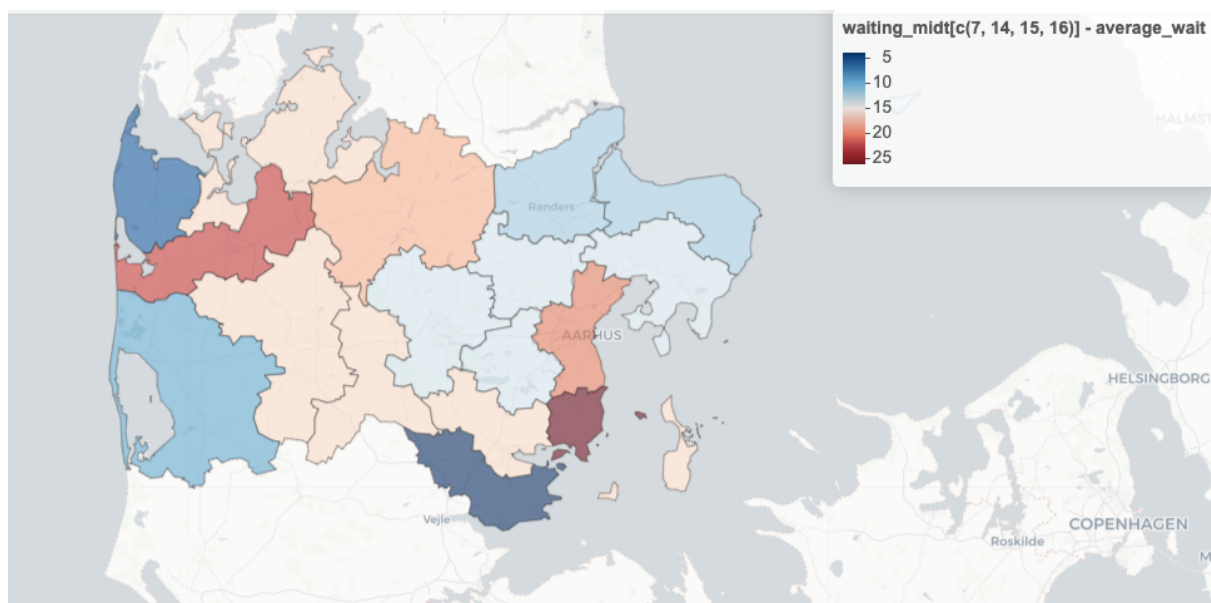 waiting_midt[c(7, 14, 15, 16)] - average_wait
5
10
15
20
25
HALMST
Randers
AARHUS
HELSINGBORG
Vejle
COPENHAGEN
Roskilde
M